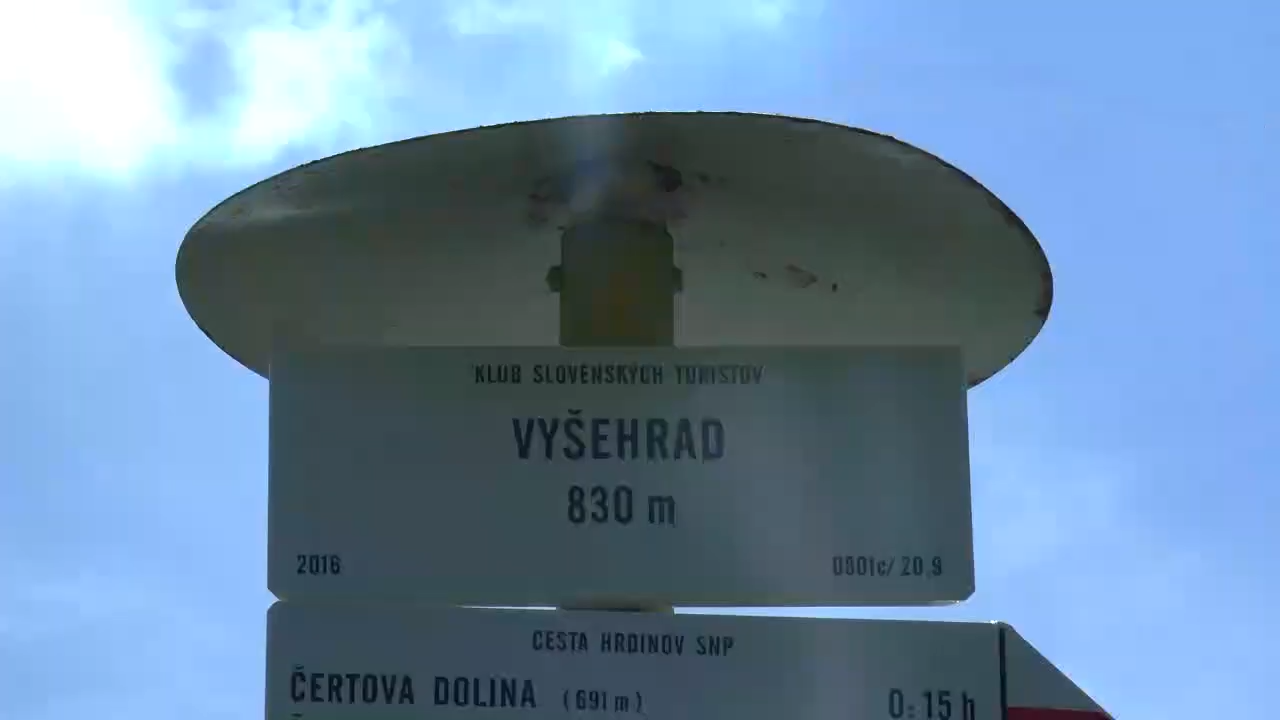 KLUB SLOVENSKÝCH TURISTOV
VYŠEHRAD
830 m
2016 0801c/20,9
CESTA HRDINOV SNP
ČERTOVA DOLINA (691 m) 0:15 h